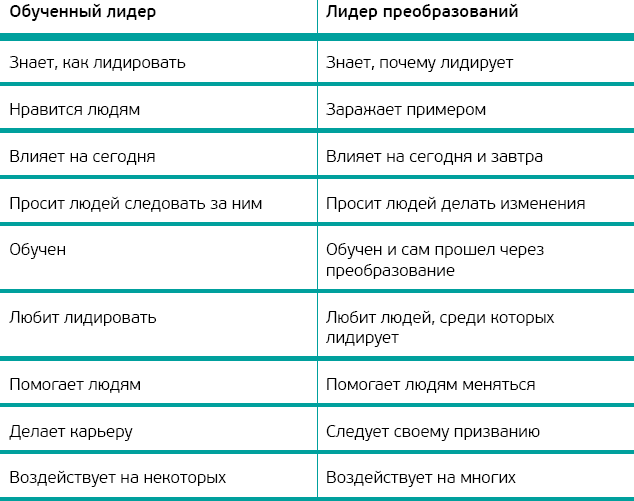 Обученный лидер
Лидер преобразований
Знает, как лидировать
Знает, почему лидирует
Нравится людям
Заражает примером
Влияет на сегодня
Влияет на сегодня и завтра
Просит людей следовать за ним
Просит людей делать изменения
Обучен
Обучен и сам прошел через
преобразование
Любит лидировать
Любит людей, среди которых
лидирует
Помогает людям
Помогает людям меняться
Делает карьеру
Следует своему призванию
Воздействует на некоторых
Воздействует на многих